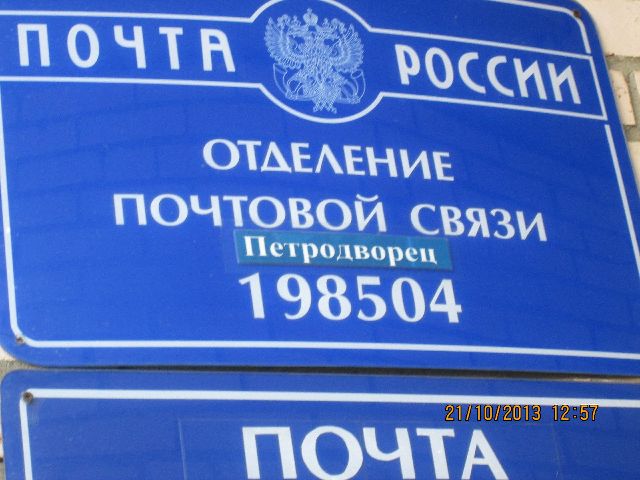 ПОЧТА РОССИИ
ОТДЕЛЕНИЕ
ПОЧТОВОЙ СВЯЗИ
Петродворец
198504
21/10/2013 12:57
ПОЧТА